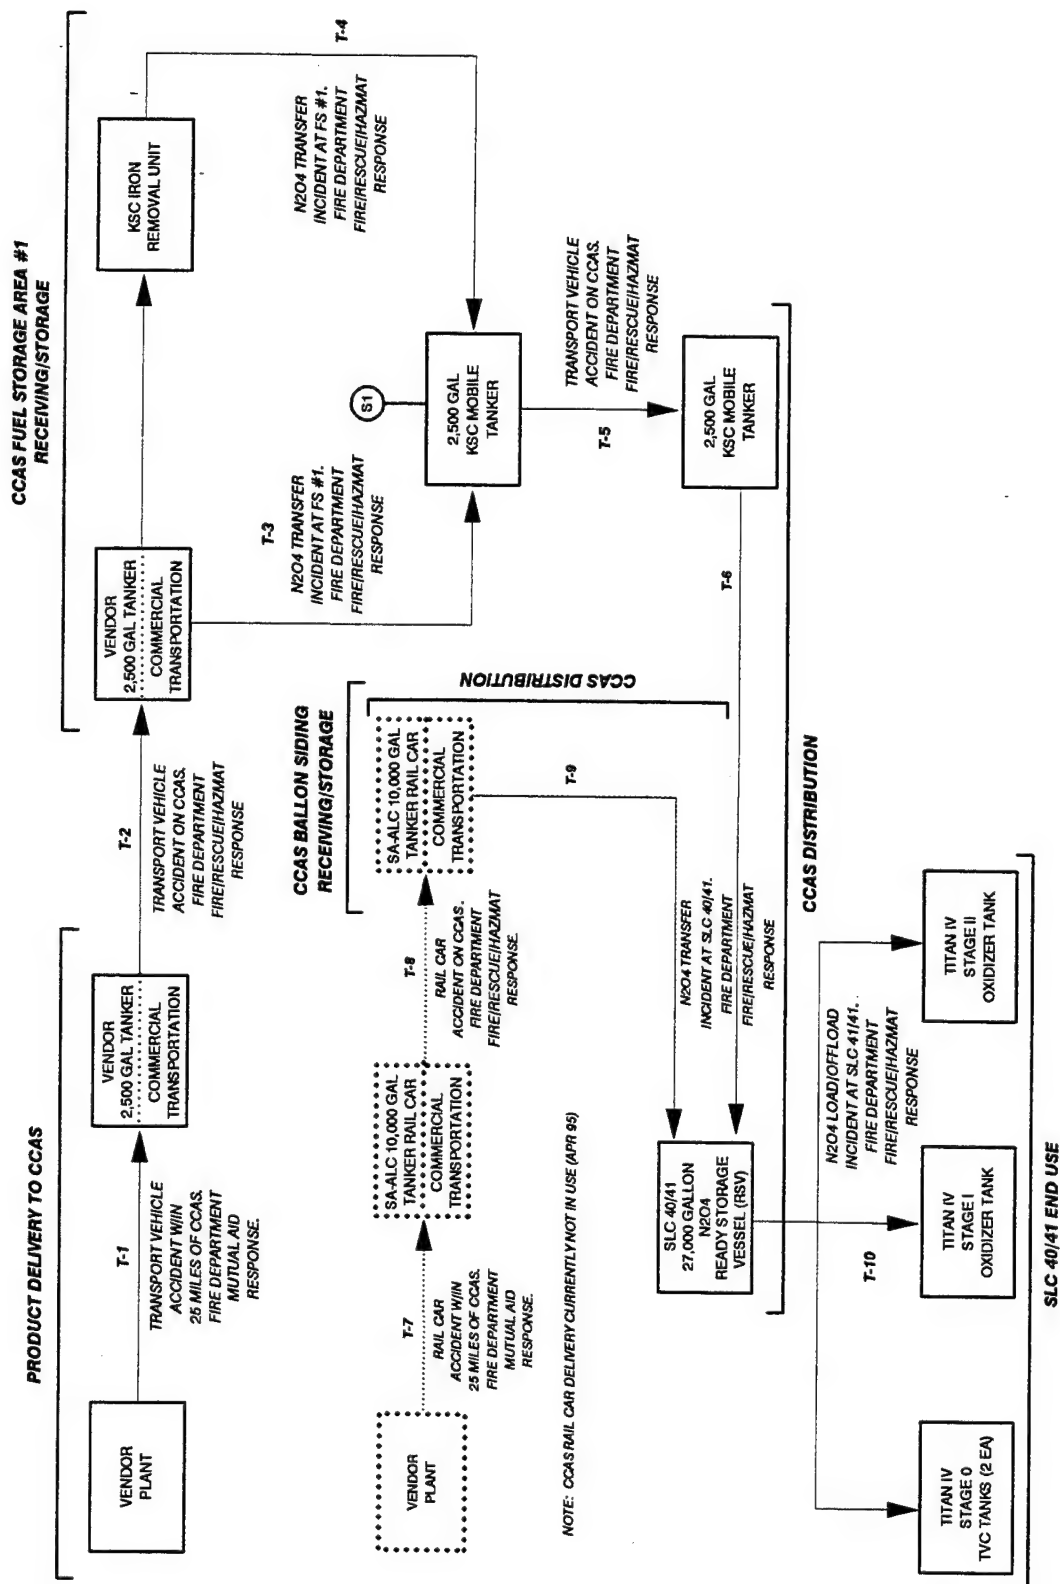 PRODUCT DELIVERY TO CCAS
VENDOR
PLANT
T-1
TRANSPORT VEHICLE
ACCIDENT W/IN
25 MILES OF CCAS.
FIRE DEPARTMENT
MUTUAL AID
RESPONSE.
VENDOR
2,500 GAL TANKER
COMMERCIAL
TRANSPORTATION
T-2
TRANSPORT VEHICLE
ACCIDENT ON CCAS.
FIRE DEPARTMENT
FIRE/RESCUE/HAZMAT
RESPONSE
CCAS FUEL STORAGE AREA #1
RECEIVING/STORAGE
VENDOR
2,500 GAL TANKER
COMMERCIAL
TRANSPORTATION
KSC IRON
REMOVAL UNIT
T-3
N2O4 TRANSFER
INCIDENT AT FS #1.
FIRE DEPARTMENT
FIRE/RESCUE/HAZMAT
RESPONSE
T-4
N2O4 TRANSFER
INCIDENT AT FS #1.
FIRE DEPARTMENT
FIRE/RESCUE/HAZMAT
RESPONSE
S1
2,500 GAL
KSC MOBILE
TANKER
T-5
TRANSPORT VEHICLE
ACCIDENT ON CCAS.
FIRE DEPARTMENT
FIRE/RESCUE/HAZMAT
RESPONSE
2,500 GAL
KSC MOBILE
TANKER
T-6
VENDOR
PLANT
T-7
RAIL CAR
ACCIDENT W/IN
25 MILES OF CCAS.
FIRE DEPARTMENT
MUTUAL AID
RESPONSE.
SA-ALC 10,000 GAL
TANKER RAIL CAR
COMMERCIAL
TRANSPORTATION
T-8
RAIL CAR
ACCIDENT ON CCAS.
FIRE DEPARTMENT
FIRE/RESCUE/HAZMAT
RESPONSE.
CCAS BALLON SIDING
RECEIVING/STORAGE
SA-ALC 10,000 GAL
TANKER RAIL CAR
COMMERCIAL
TRANSPORTATION
CCAS DISTRIBUTION
T-9
NOTE: CCAS RAIL CAR DELIVERY CURRENTLY NOT IN USE (APR 95)
N2O4 TRANSFER
INCIDENT AT SLC 40/41.
FIRE DEPARTMENT
FIRE/RESCUE/HAZMAT
RESPONSE
SLC 40/41
27,000 GALLON
N2O4
READY STORAGE
VESSEL (RSV)
CCAS DISTRIBUTION
T-10
N2O4 LOAD/OFFLOAD
INCIDENT AT SLC 41/41.
FIRE DEPARTMENT
FIRE/RESCUE/HAZMAT
RESPONSE
TITAN IV
STAGE 0
TVC TANKS (2 EA)
TITAN IV
STAGE I
OXIDIZER TANK
TITAN IV
STAGE II
OXIDIZER TANK
SLC 40/41 END USE